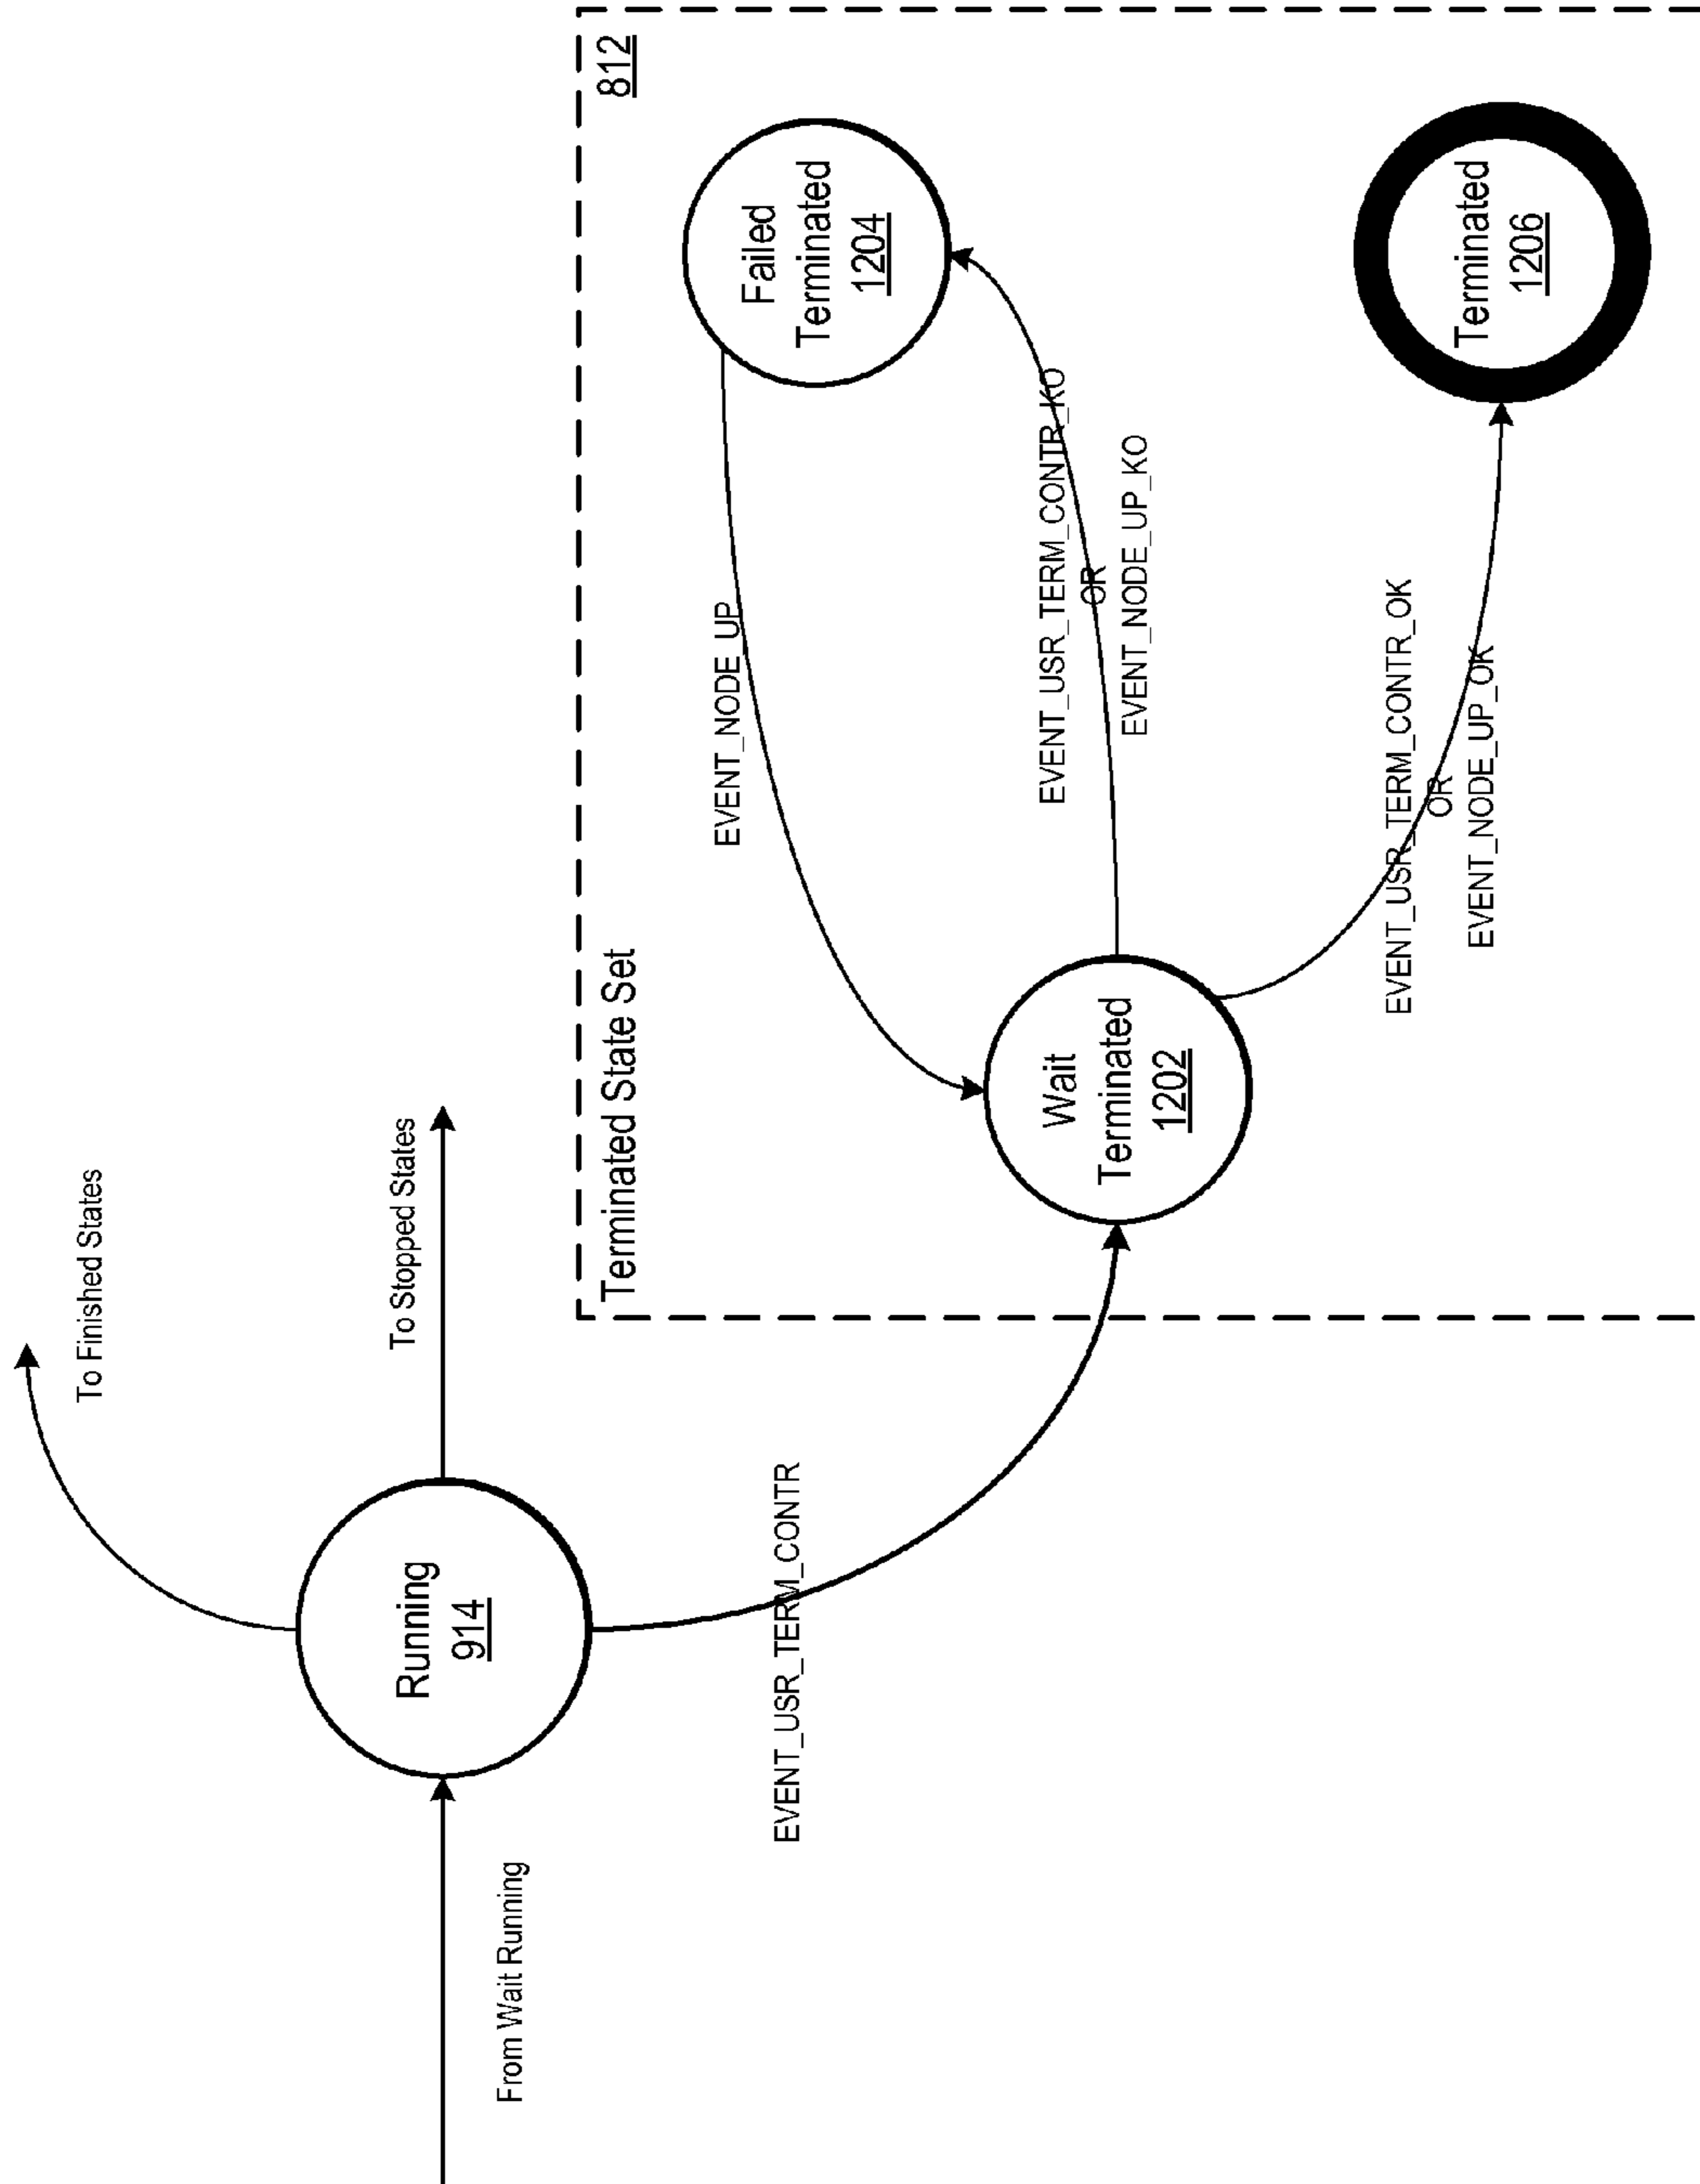 To Finished States
To Stopped States
From Wait Running
Running
914
EVENT_USR_TERM_CONTR
Terminated State Set
812
Wait
Terminated
1202
EVENT_NODE_UP
Failed
Terminated
1204
EVENT_USR_TERM_CONTR_KO
OR
EVENT_NODE_UP_KO
EVENT_USR_TERM_CONTR_OK
OR
EVENT_NODE_UP_OK
Terminated
1206